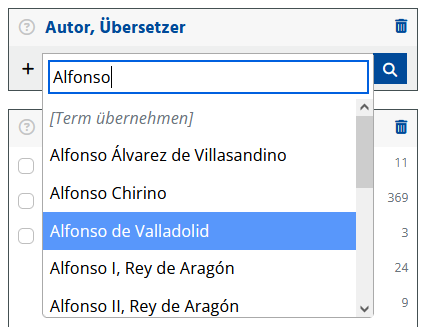 ? Autor, Übersetzer
+ Alfonso
[Term übernehmen]
?
Alfonso Álvarez de Villasandino 11
Alfonso Chirino 369
Alfonso de Valladolid 3
Alfonso I, Rey de Aragón 24
Alfonso II, Rey de Aragón 9